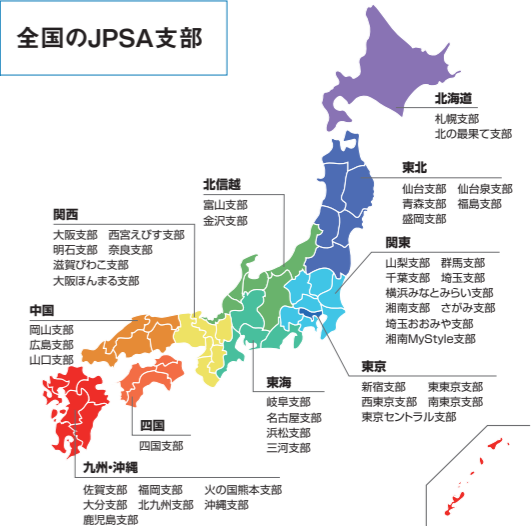 全国のJPSA支部
北海道
札幌支部
北の最果て支部
東北
仙台支部 仙台泉支部
青森支部 福島支部
盛岡支部
北信越
富山支部
金沢支部
関西
大阪支部 西宮えびす支部
明石支部 奈良支部
滋賀びわこ支部
大阪ほんまる支部
関東
山梨支部 群馬支部
千葉支部 埼玉支部
横浜みなとみらい支部
湘南支部 さがみ支部
埼玉おおみや支部
湘南MyStyle支部
中国
岡山支部
広島支部
山口支部
東京
新宿支部 東東京支部
西東京支部 南東京支部
東京セントラル支部
東海
岐阜支部
名古屋支部
浜松支部
三河支部
四国
四国支部
九州・沖縄
佐賀支部 福岡支部 火の国熊本支部
大分支部 北九州支部 沖縄支部
鹿児島支部